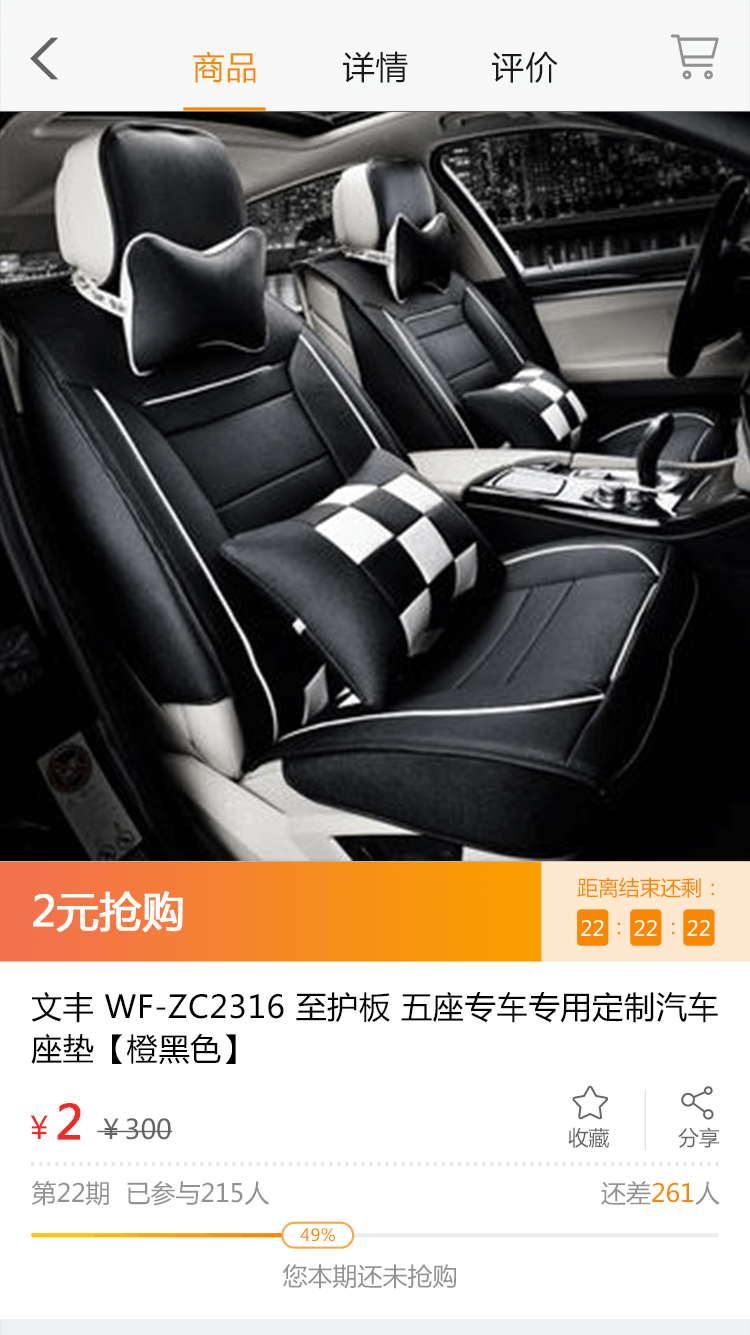 商品 详情 评价
2元抢购
距离结束还剩：
22 : 22 : 22
文丰 WF-ZC2316 至护板 五座专车专用定制汽车
座垫【橙黑色】
¥ 2 ¥300
收藏 分享
第22期 已参与215人 还差261人
49%
您本期还未抢购